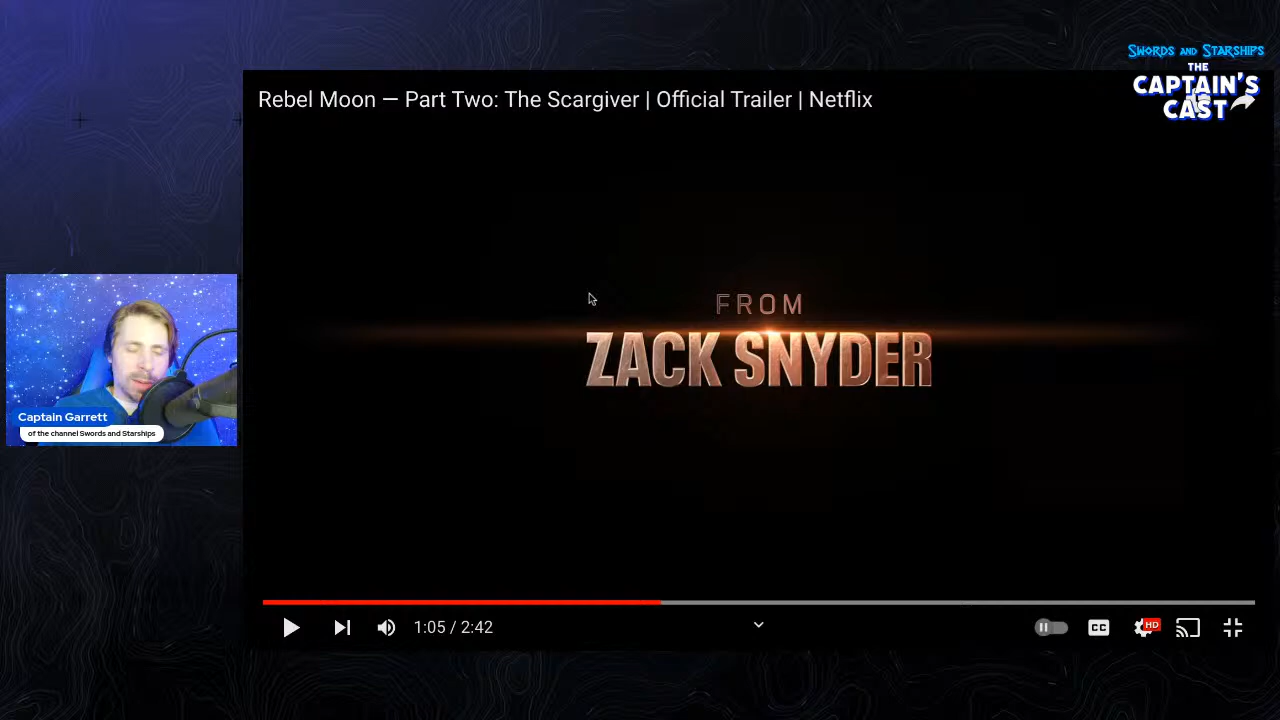 Swords and Starships
THE
CAPTAIN'S
CAST
Rebel Moon — Part Two: The Scargiver | Official Trailer | Netflix
FROM
ZACK SNYDER
Captain Garrett
of the channel Swords and Starships
1:05 / 2:42
CC
HD